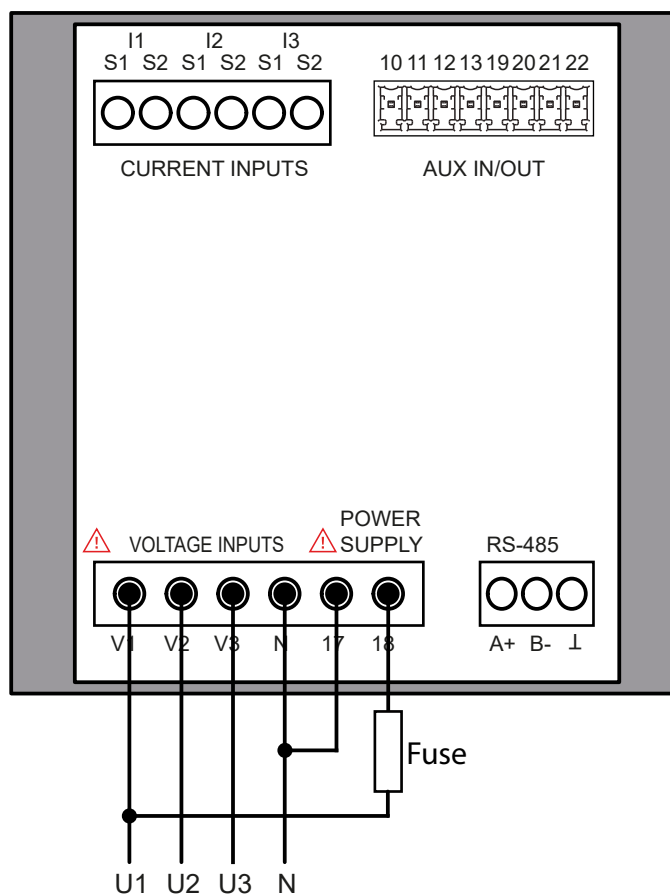 I1 I2 I3
S1 S2 S1 S2 S1 S2
10 11 12 13 19 20 21 22
CURRENT INPUTS
AUX IN/OUT
! VOLTAGE INPUTS
! POWER
SUPPLY
RS-485
V1 V2 V3 N 17 18
A+ B- ⊥
Fuse
U1 U2 U3 N